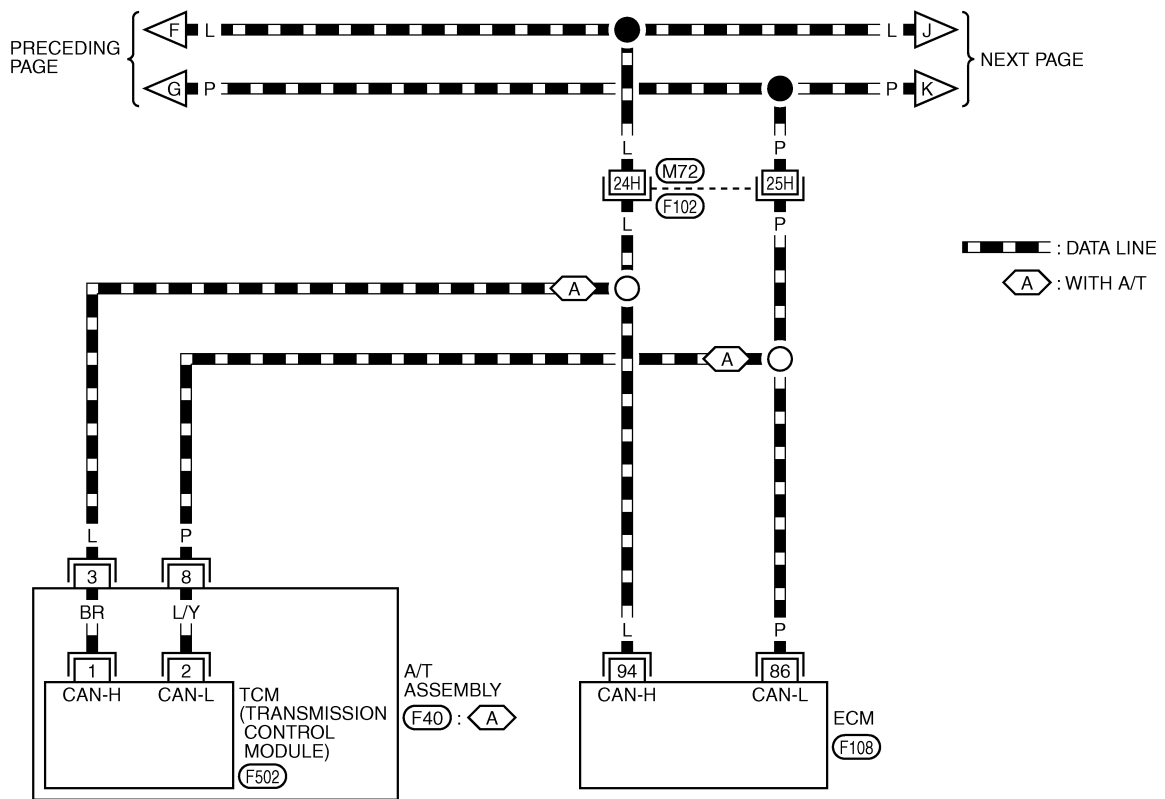 PRECEDING
PAGE
F L
L J
G P
P K
NEXT PAGE
L
P
24H
M72
25H
F102
L
P
: DATA LINE
A : WITH A/T
A
A
L
P
3
8
BR
L/Y
L
P
1
2
94
86
CAN-H
CAN-L
CAN-H
CAN-L
TCM
(TRANSMISSION
CONTROL
MODULE)
F502
A/T
ASSEMBLY
F40 : A
ECM
F108